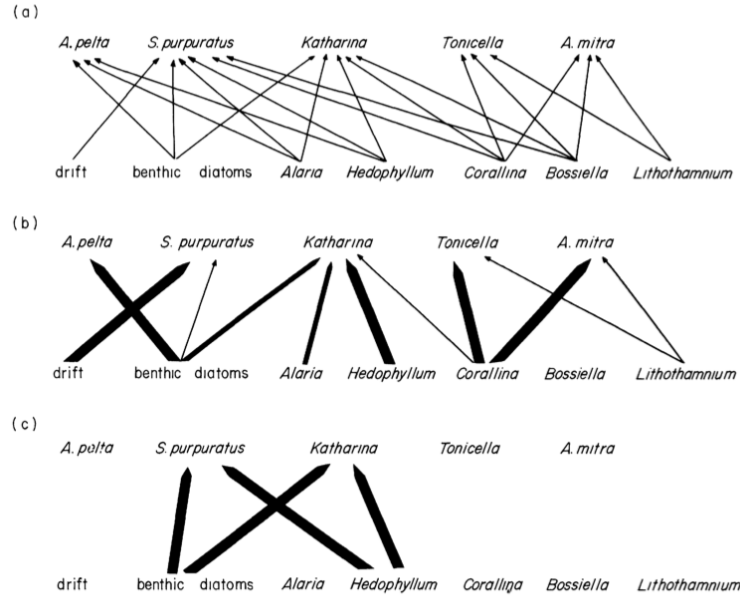 (a)
A. pelta S. purpuratus Katharina Tonicella A. mitra
drift benthic diatoms Alaria Hedophyllum Corallina Bossiella Lithothamnium
(b)
A. pelta S. purpuratus Katharina Tonicella A. mitra
drift benthic diatoms Alaria Hedophyllum Corallina Bossiella Lithothamnium
(c)
A. pelta S. purpuratus Katharina Tonicella A. mitra
drift benthic diatoms Alaria Hedophyllum Corallina Bossiella Lithothamnium